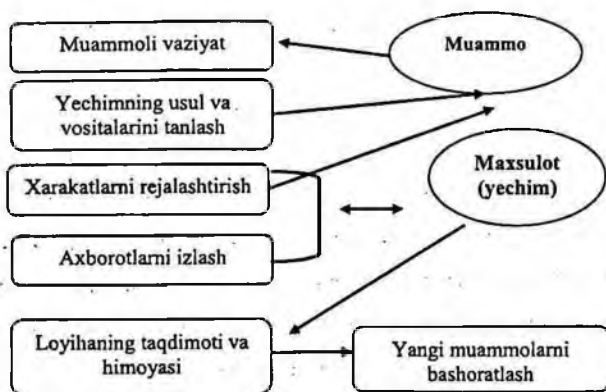 Muammoli vaziyat
Muammo
Yechimning usul va
vositalarini tanlash
Xarakatlarni rejalashtirish
Maxsulot
(yechim)
Axborotlarni izlash
Loyihaning taqdimoti va
himoyasi
Yangi muammolarni
bashoratlash